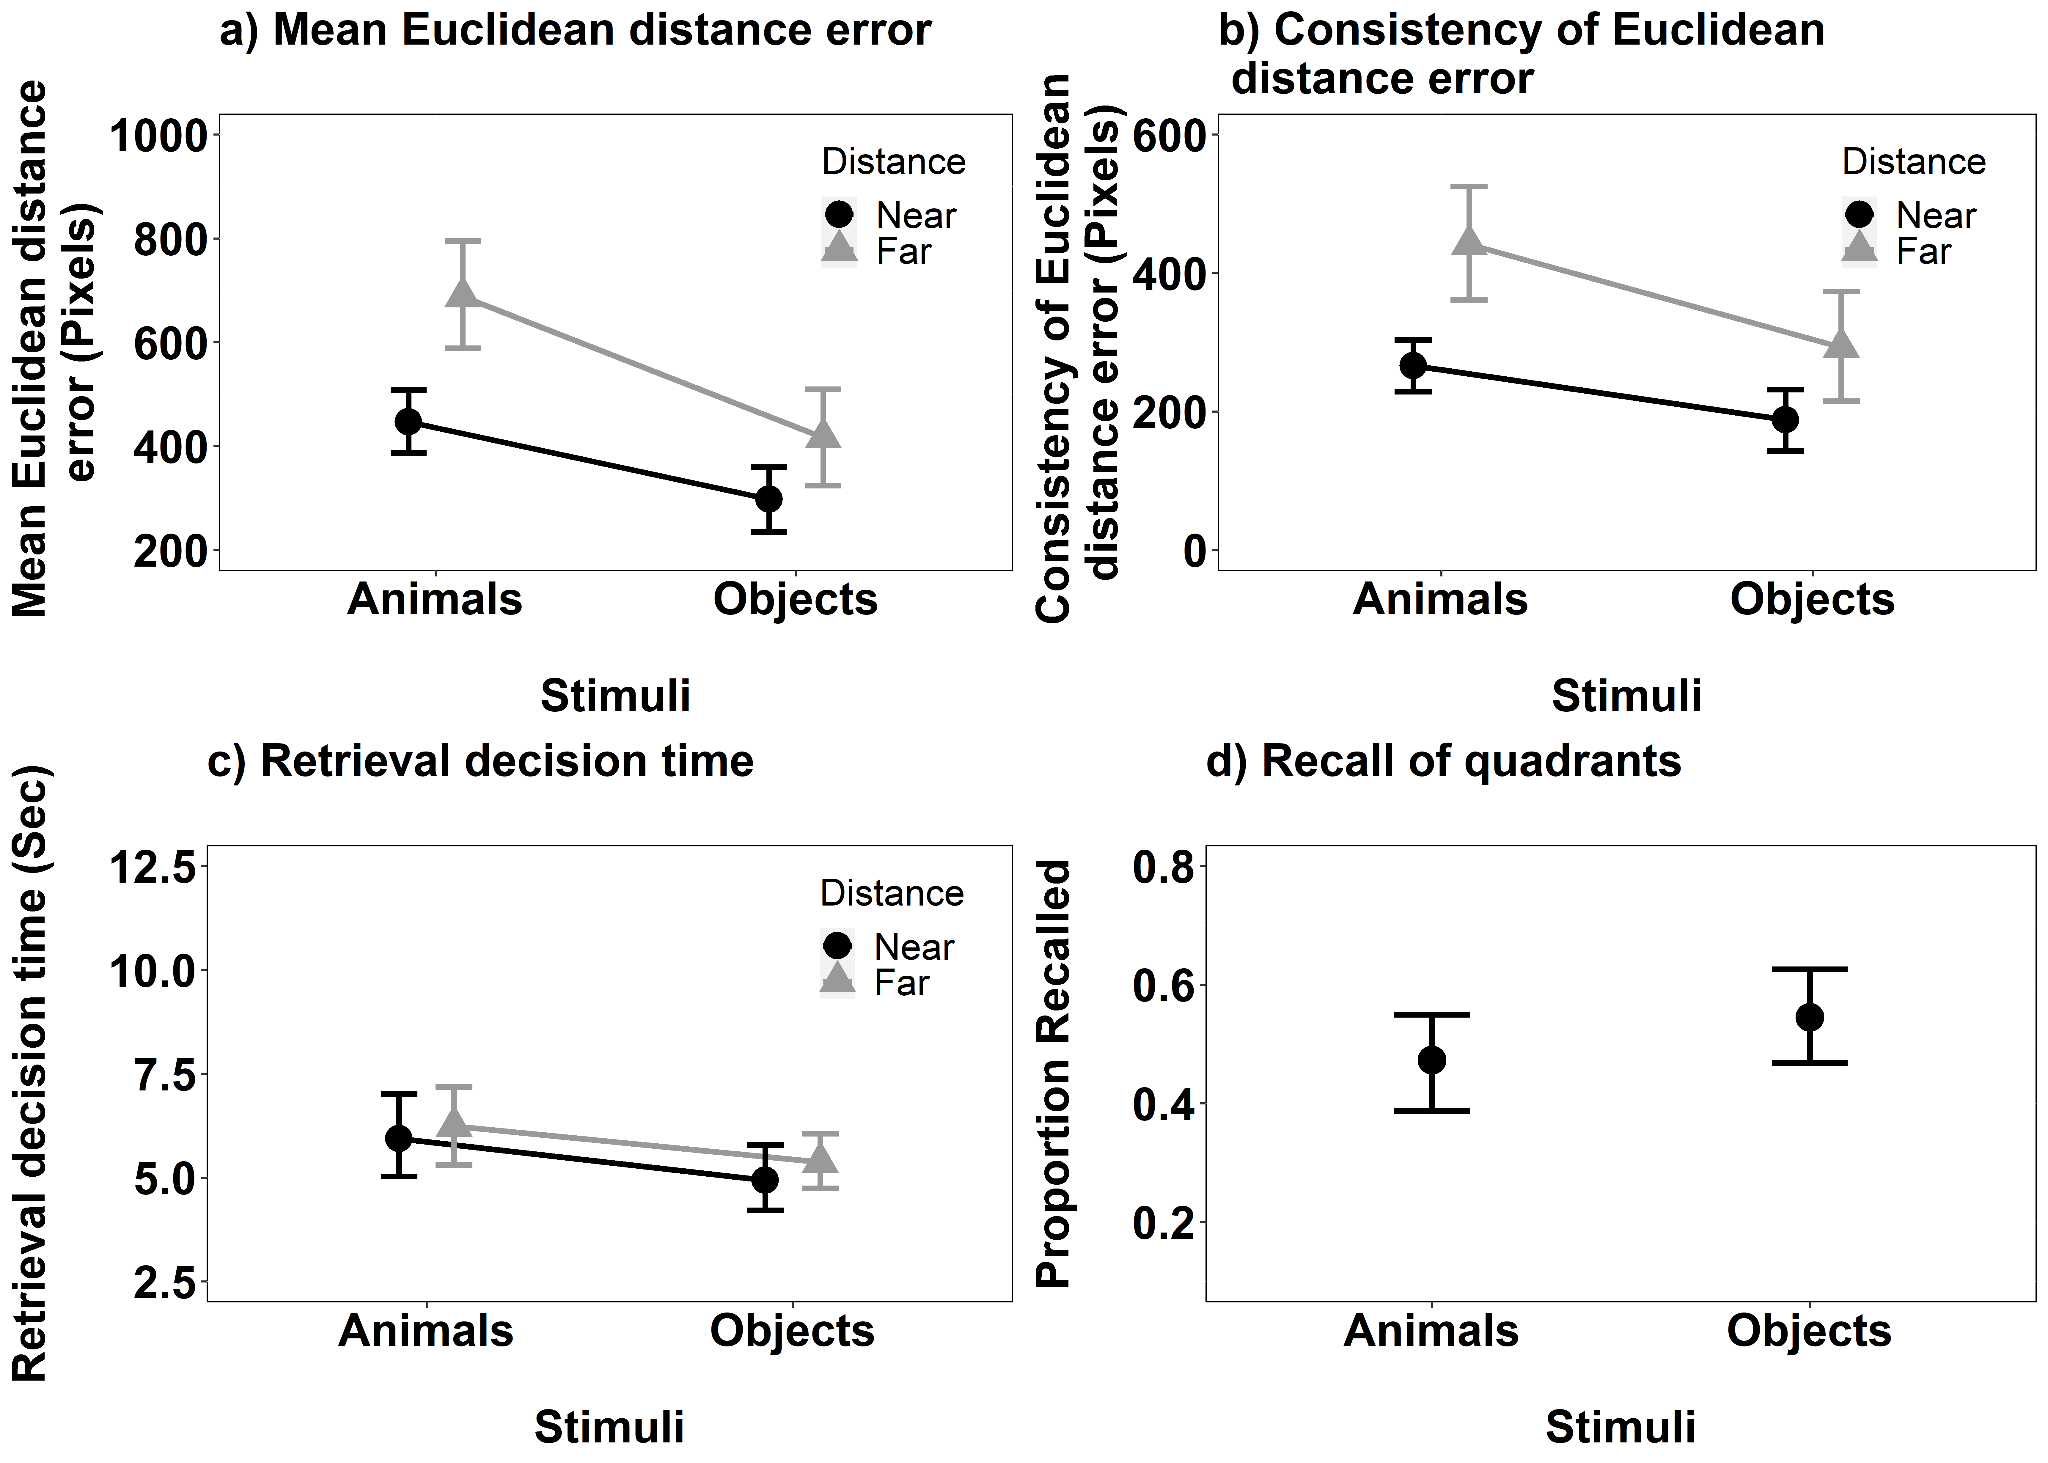 a) Mean Euclidean distance error
Mean Euclidean distance
error (Pixels)
1000
800
600
400
200
Distance
Near
Far
Animals
Objects
Stimuli
b) Consistency of Euclidean
distance error
Consistency of Euclidean
distance error (Pixels)
600
400
200
0
Distance
Near
Far
Animals
Objects
Stimuli
c) Retrieval decision time
Retrieval decision time (Sec)
12.5
10.0
7.5
5.0
2.5
Distance
Near
Far
Animals
Objects
Stimuli
d) Recall of quadrants
Proportion Recalled
0.8
0.6
0.4
0.2
Animals
Objects
Stimuli